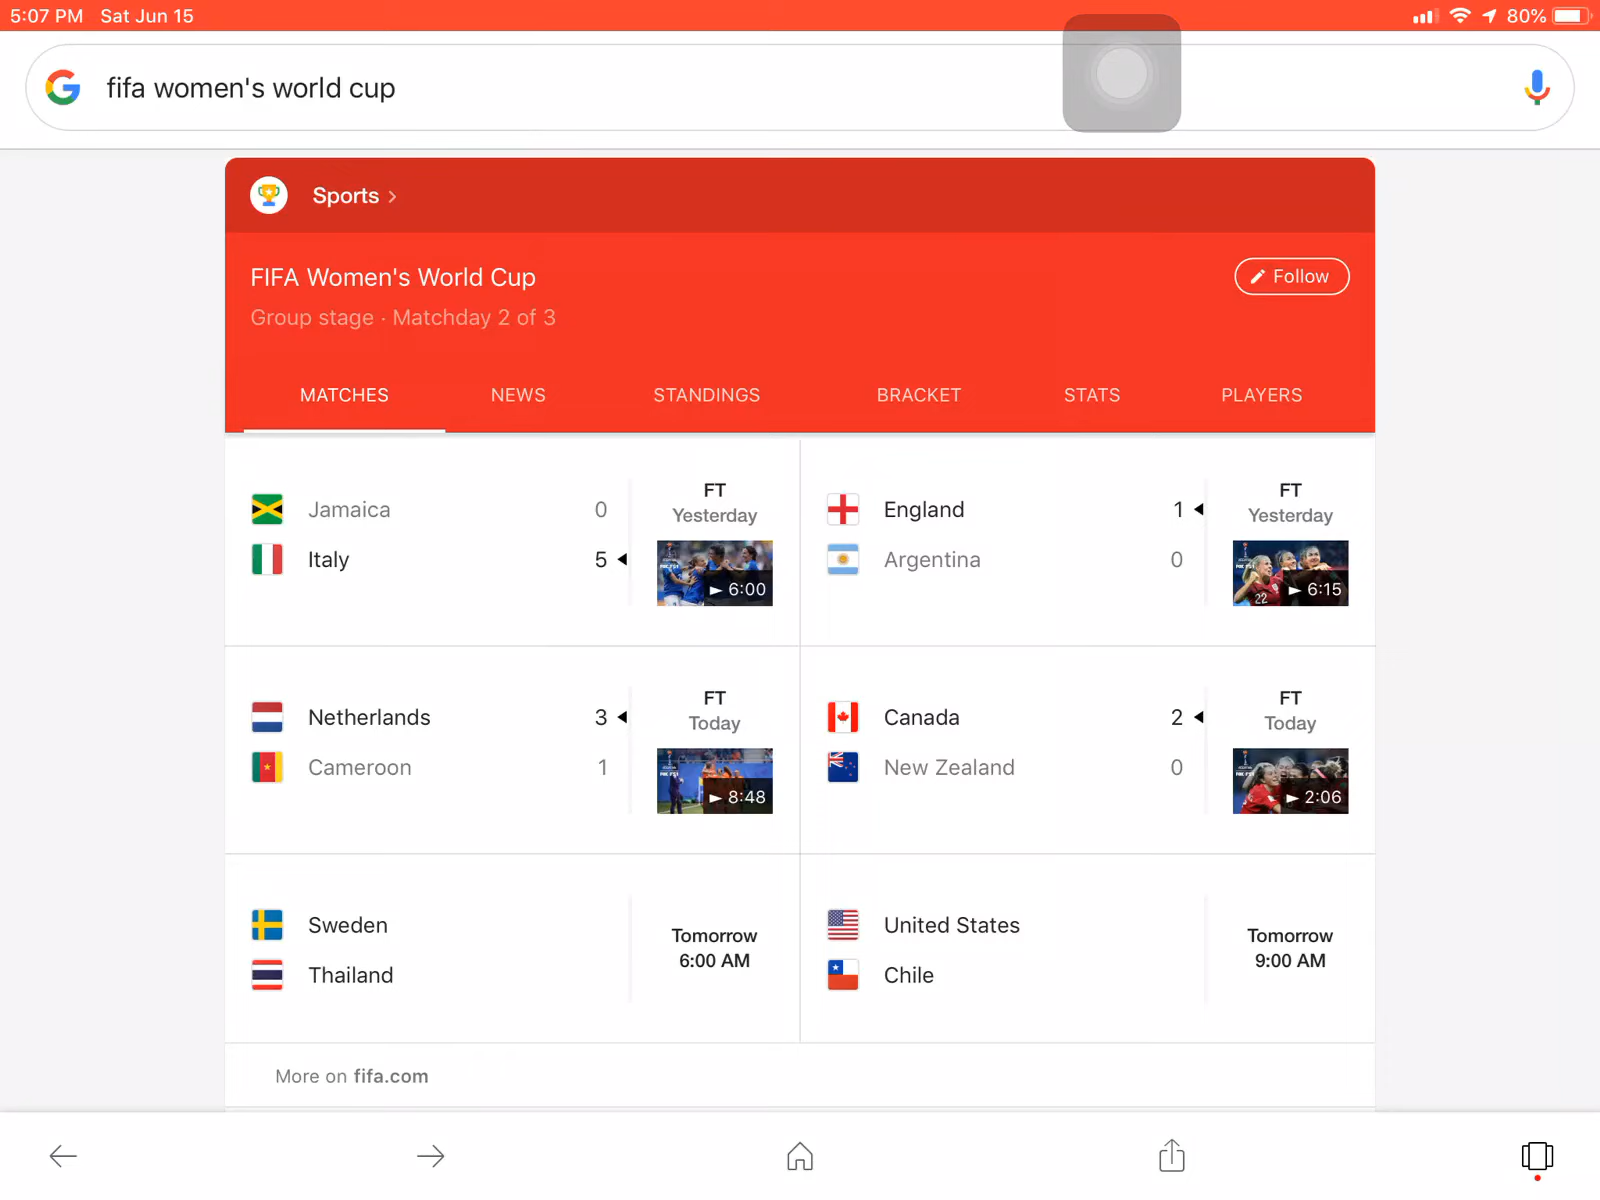 5:07 PM Sat Jun 15 80%
fifa women's world cup
Sports
FIFA Women's World Cup
Follow
Group stage · Matchday 2 of 3
MATCHES NEWS STANDINGS BRACKET STATS PLAYERS
Jamaica 0
Italy 5
FT
Yesterday
6:00
England 1
Argentina 0
FT
Yesterday
22
6:15
Netherlands 3
Cameroon 1
FT
Today
8:48
Canada 2
New Zealand 0
FT
Today
2:06
Sweden
Thailand
Tomorrow
6:00 AM
United States
Chile
Tomorrow
9:00 AM
More on fifa.com